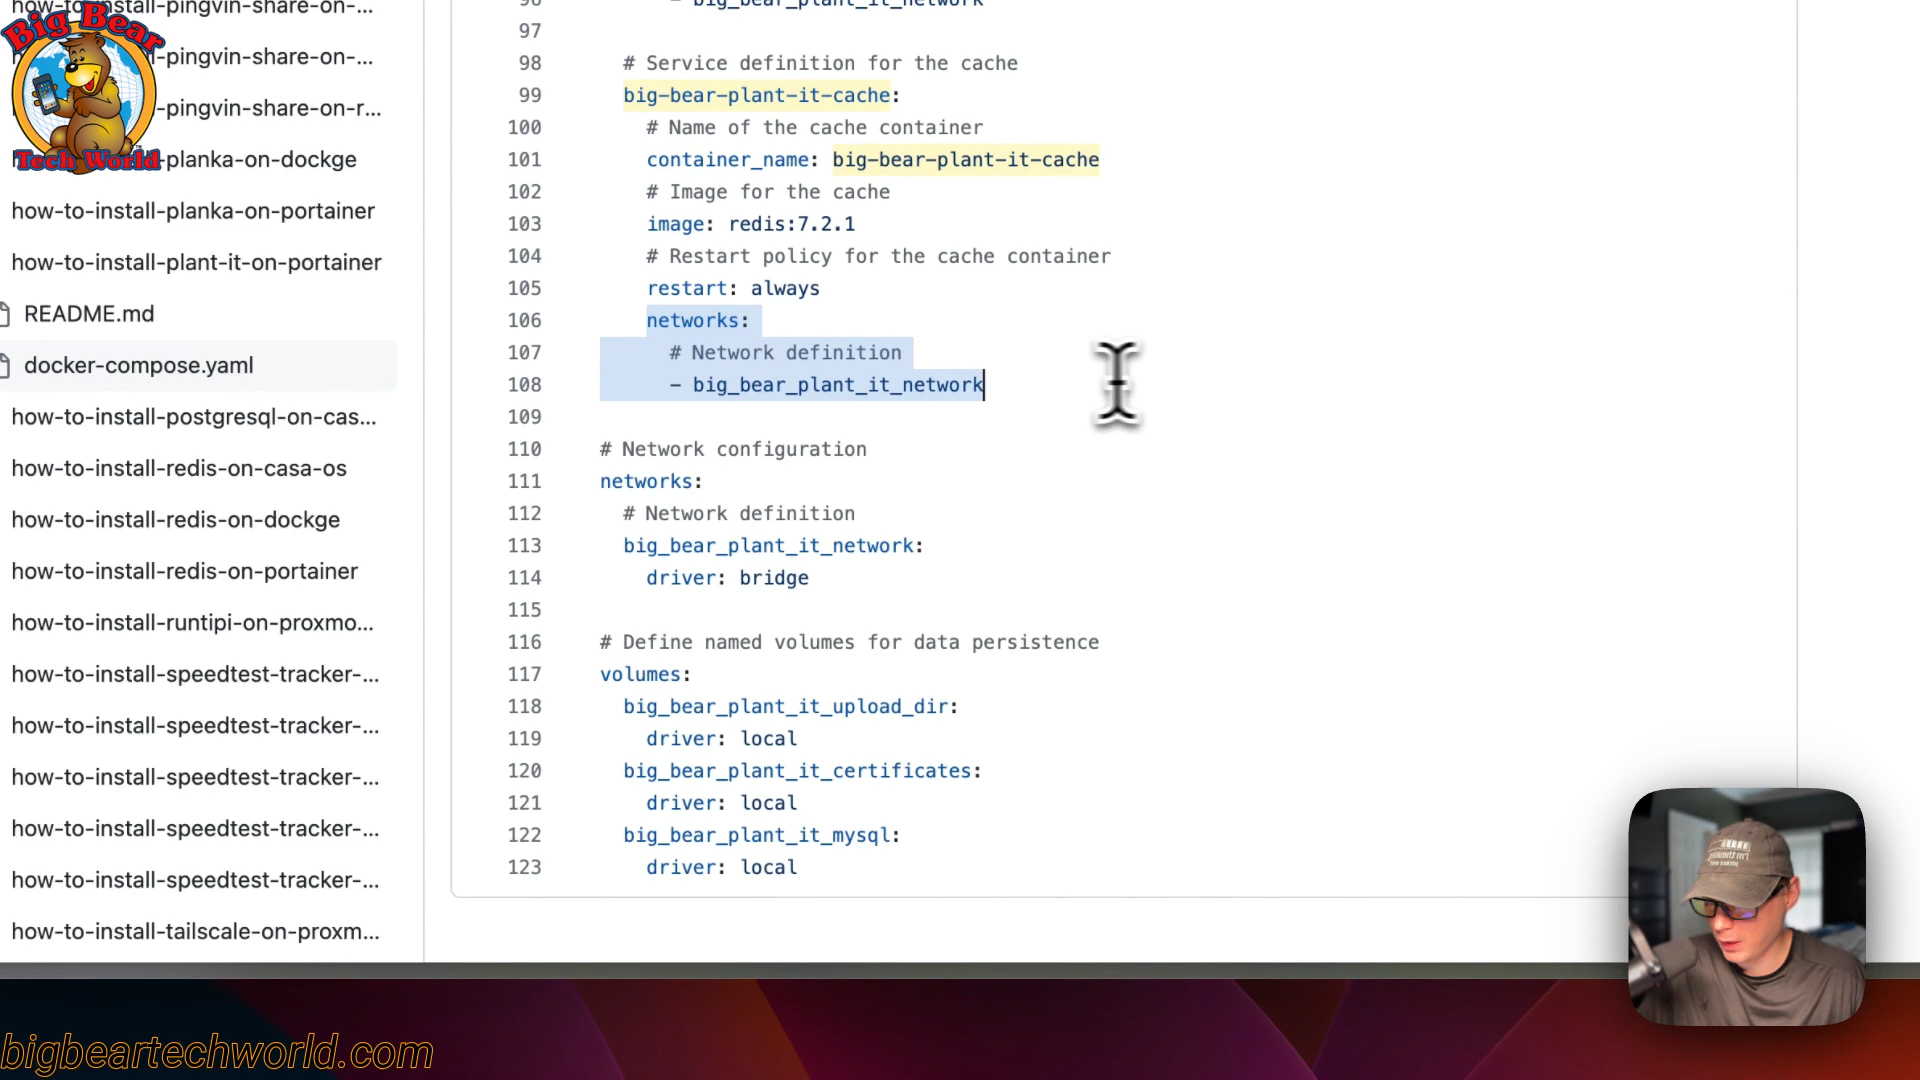 how-to-install-pingvin-share-on-...
-pingvin-share-on-...
-pingvin-share-on-r...
-planka-on-dockge
how-to-install-planka-on-portainer
how-to-install-plant-it-on-portainer
README.md
docker-compose.yaml
how-to-install-postgresql-on-cas...
how-to-install-redis-on-casa-os
how-to-install-redis-on-dockge
how-to-install-redis-on-portainer
how-to-install-runtipi-on-proxmo...
how-to-install-speedtest-tracker-...
how-to-install-speedtest-tracker-...
how-to-install-speedtest-tracker-...
how-to-install-speedtest-tracker-...
how-to-install-speedtest-tracker-...
how-to-install-tailscale-on-proxm...
Big Bear
Tech World
96 - big_bear_plant_it_network
97
98 # Service definition for the cache
99 big-bear-plant-it-cache:
100 # Name of the cache container
101 container_name: big-bear-plant-it-cache
102 # Image for the cache
103 image: redis:7.2.1
104 # Restart policy for the cache container
105 restart: always
106 networks:
107 # Network definition
108 - big_bear_plant_it_network
109
110 # Network configuration
111 networks:
112 # Network definition
113 big_bear_plant_it_network:
114 driver: bridge
115
116 # Define named volumes for data persistence
117 volumes:
118 big_bear_plant_it_upload_dir:
119 driver: local
120 big_bear_plant_it_certificates:
121 driver: local
122 big_bear_plant_it_mysql:
123 driver: local
bigbeartechworld.com